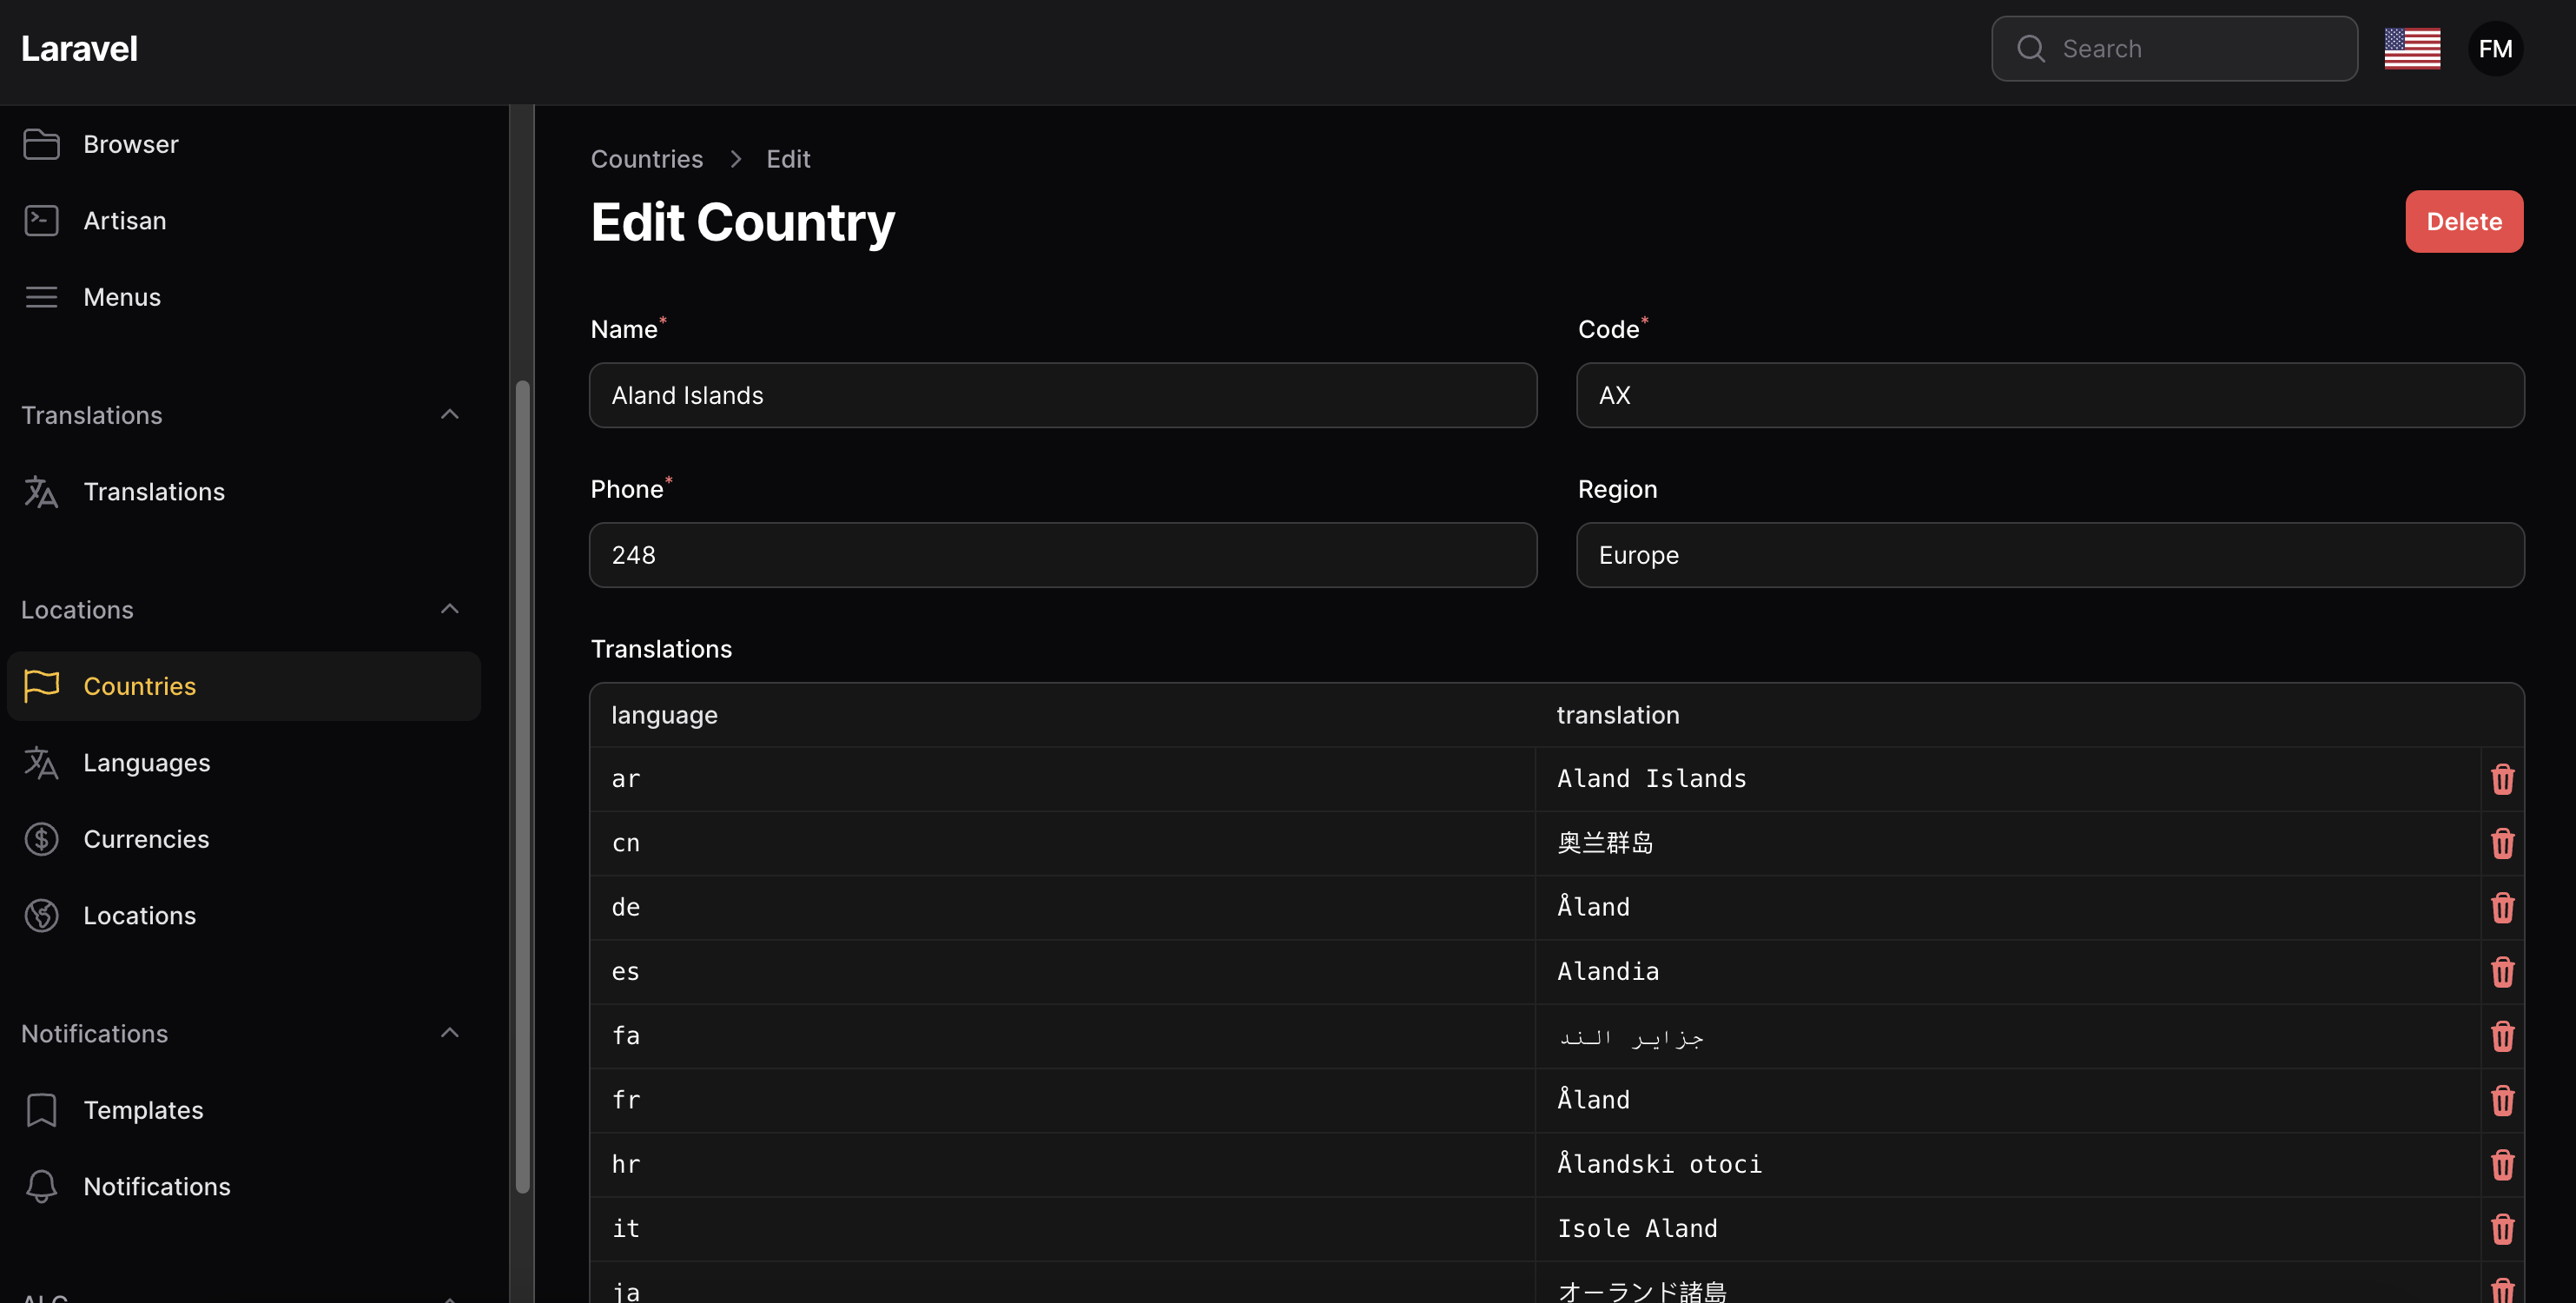 Laravel
Search
FM
Browser
Artisan
Menus
Translations
Translations
Locations
Countries
Languages
Currencies
Locations
Notifications
Templates
Notifications
ALC
Countries > Edit
Edit Country
Delete
Name*
Code*
Aland Islands
AX
Phone*
Region
248
Europe
Translations
language translation
ar Aland Islands
cn 奥兰群岛
de Åland
es Alandia
fa جزایر الند
fr Åland
hr Ålandski otoci
it Isole Aland
ja オーランド諸島